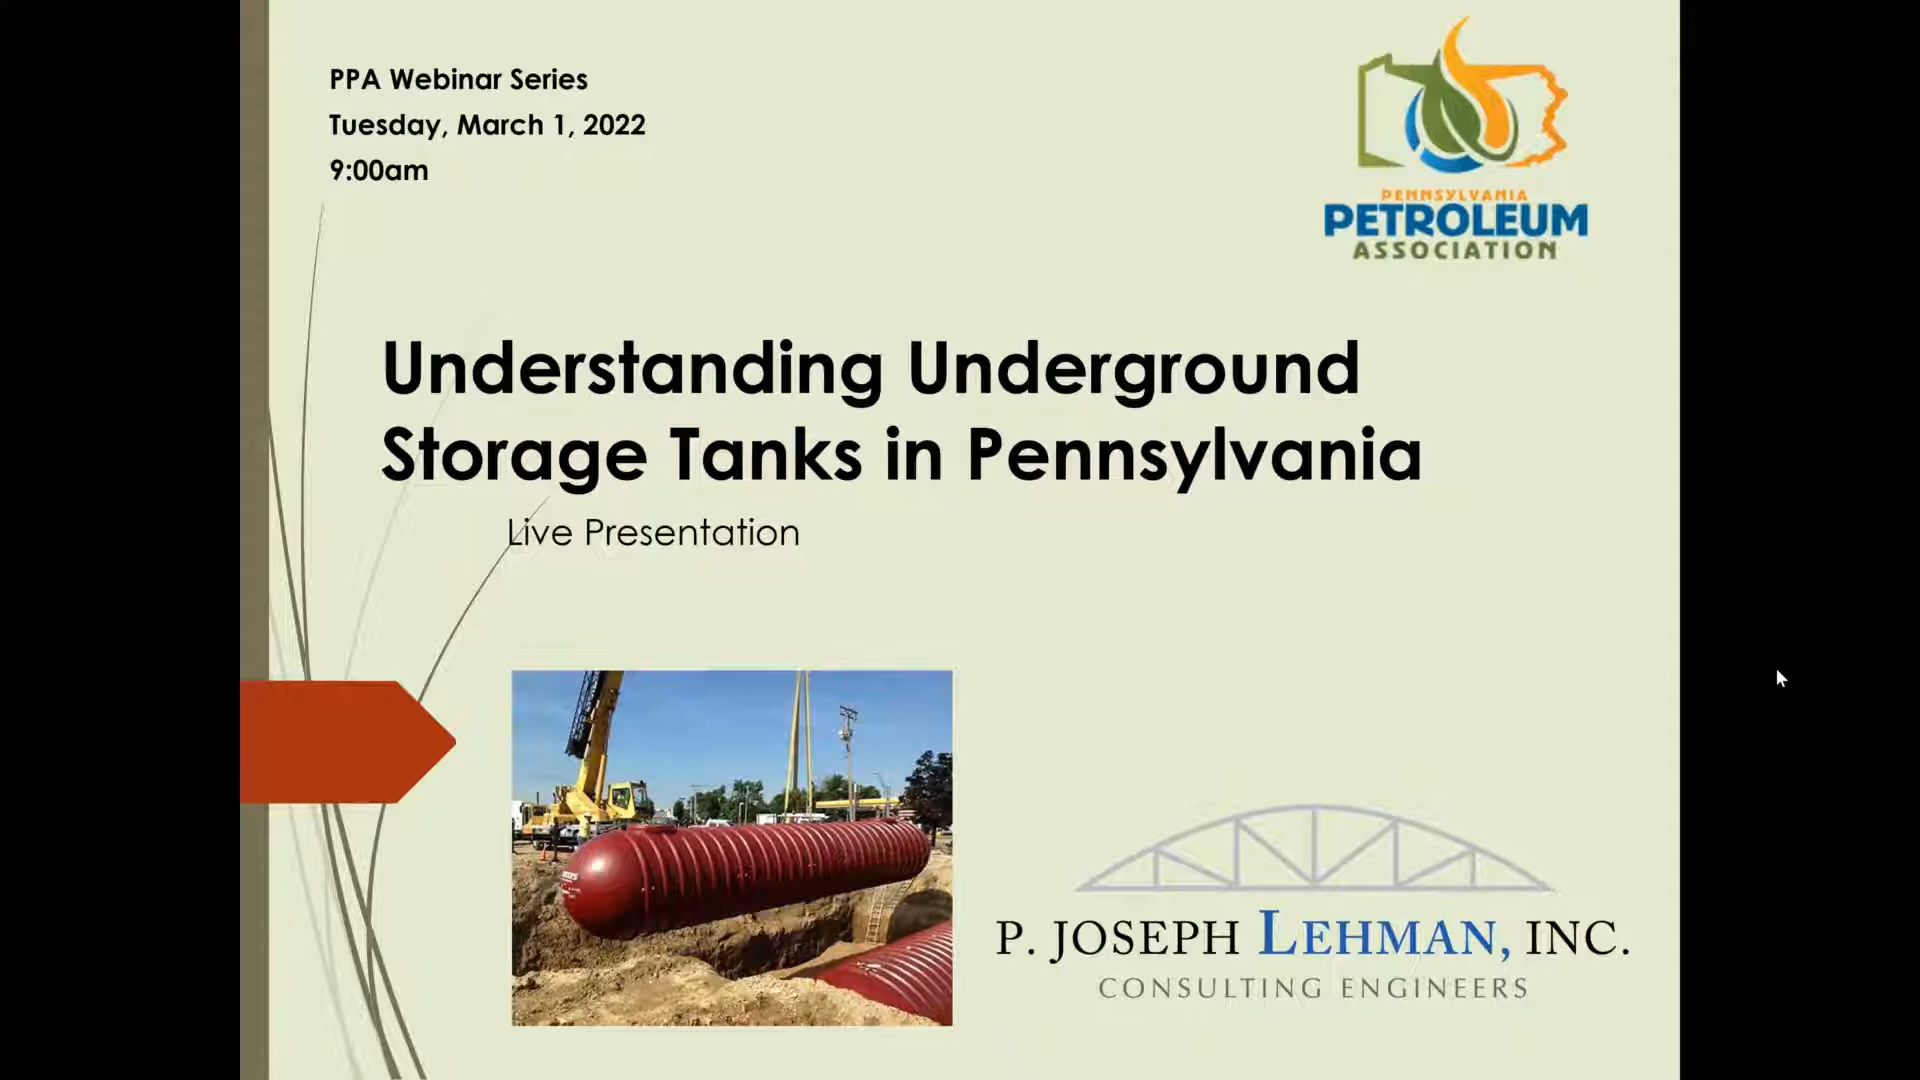 PPA Webinar Series
Tuesday, March 1, 2022
9:00am
PENNSYLVANIA
PETROLEUM
ASSOCIATION
Understanding Underground
Storage Tanks in Pennsylvania
Live Presentation
P. JOSEPH LEHMAN, INC.
CONSULTING ENGINEERS